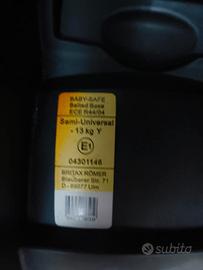 BABY-SAFE
Belted Base
ECE R44/04
Semi-Universal
- 13 kg Y
E1
04301146
BRITAX RÖMER
Blaubeurer Str. 71
D - 89077 Ulm
subito